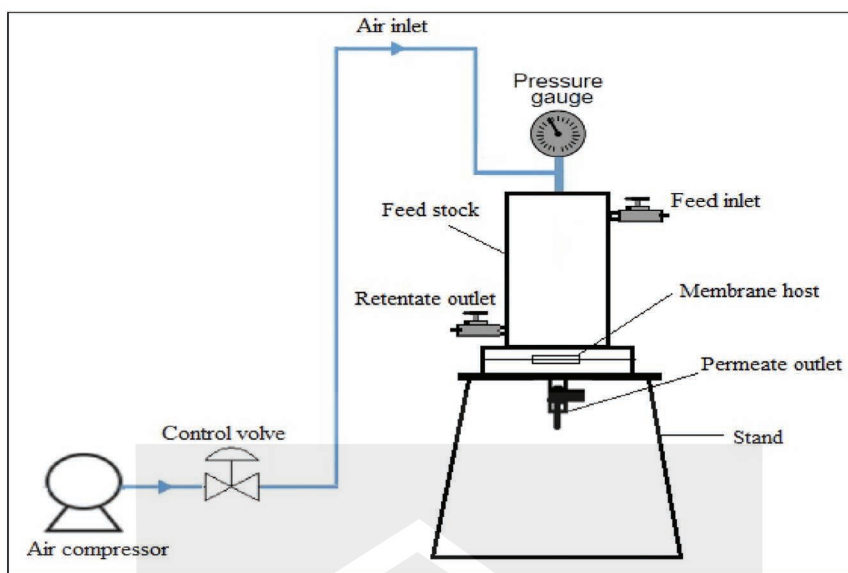 Air inlet
Pressure
gauge
Feed stock
Feed inlet
Retentate outlet
Membrane host
Permeate outlet
Control volve
Stand
Air compressor